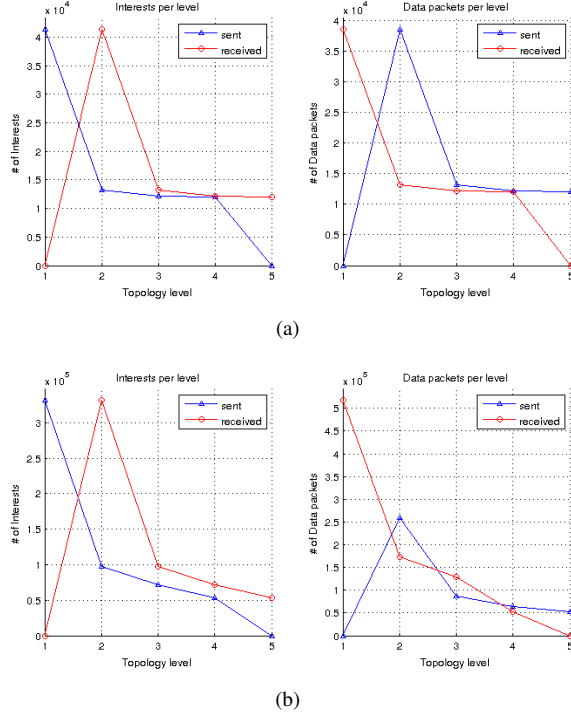 Interests per level
x 10^4
sent
received
4
3.5
3
2.5
2
1.5
1
0.5
0
# of Interests
1 2 3 4 5
Topology level
Data packets per level
x 10^4
sent
received
4
3.5
3
2.5
2
1.5
1
0.5
0
# of Data packets
1 2 3 4 5
Topology level
(a)
Interests per level
x 10^5
sent
received
3
2.5
2
1.5
1
0.5
0
# of Interests
1 2 3 4 5
Topology level
Data packets per level
x 10^5
sent
received
5
4.5
4
3.5
3
2.5
2
1.5
1
0.5
0
# of Data packets
1 2 3 4 5
Topology level
(b)